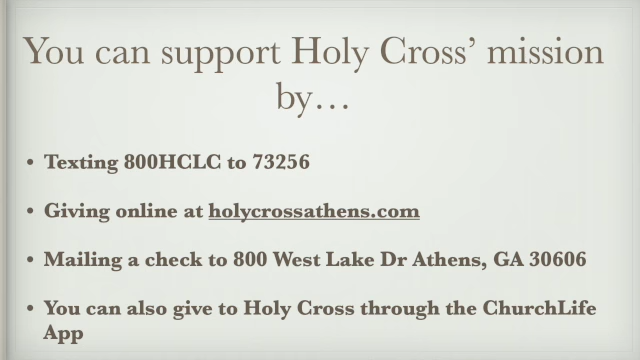 You can support Holy Cross’ mission
by…
• Texting 800HCLC to 73256
• Giving online at holycrossathens.com
• Mailing a check to 800 West Lake Dr Athens, GA 30606
• You can also give to Holy Cross through the ChurchLife
App